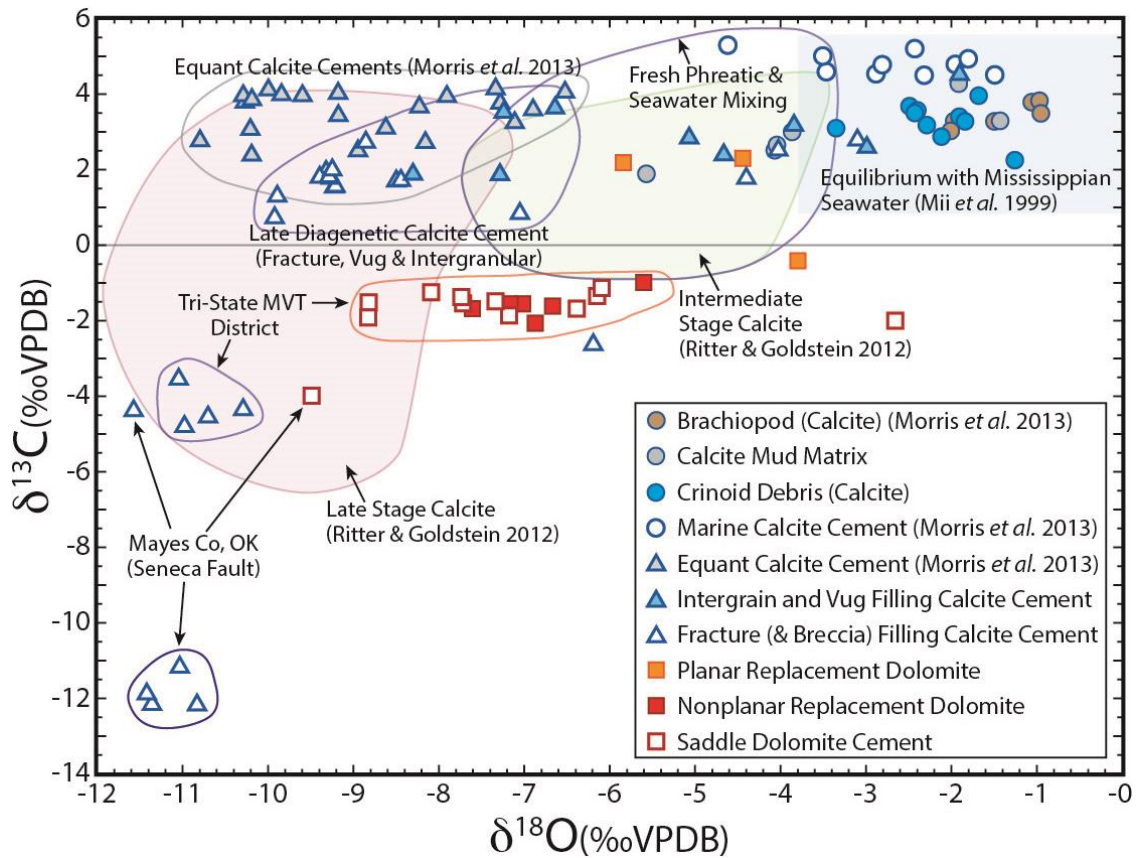 δ13C(‰VPDB)
6
4
2
0
-2
-4
-6
-8
-10
-12
-14
Equant Calcite Cements (Morris et al. 2013)
Fresh Phreatic &
Seawater Mixing
Equilibrium with Mississippian
Seawater (Mii et al. 1999)
Late Diagenetic Calcite Cement
(Fracture, Vug & Intergranular)
Tri-State MVT
District
Intermediate
Stage Calcite
(Ritter & Goldstein 2012)
Late Stage Calcite
(Ritter & Goldstein 2012)
Mayes Co, OK
(Seneca Fault)
Brachiopod (Calcite) (Morris et al. 2013)
Calcite Mud Matrix
Crinoid Debris (Calcite)
Marine Calcite Cement (Morris et al. 2013)
Equant Calcite Cement (Morris et al. 2013)
Intergrain and Vug Filling Calcite Cement
Fracture (& Breccia) Filling Calcite Cement
Planar Replacement Dolomite
Nonplanar Replacement Dolomite
Saddle Dolomite Cement
-12 -11 -10 -9 -8 -7 -6 -5 -4 -3 -2 -1 -0
δ18O(‰VPDB)